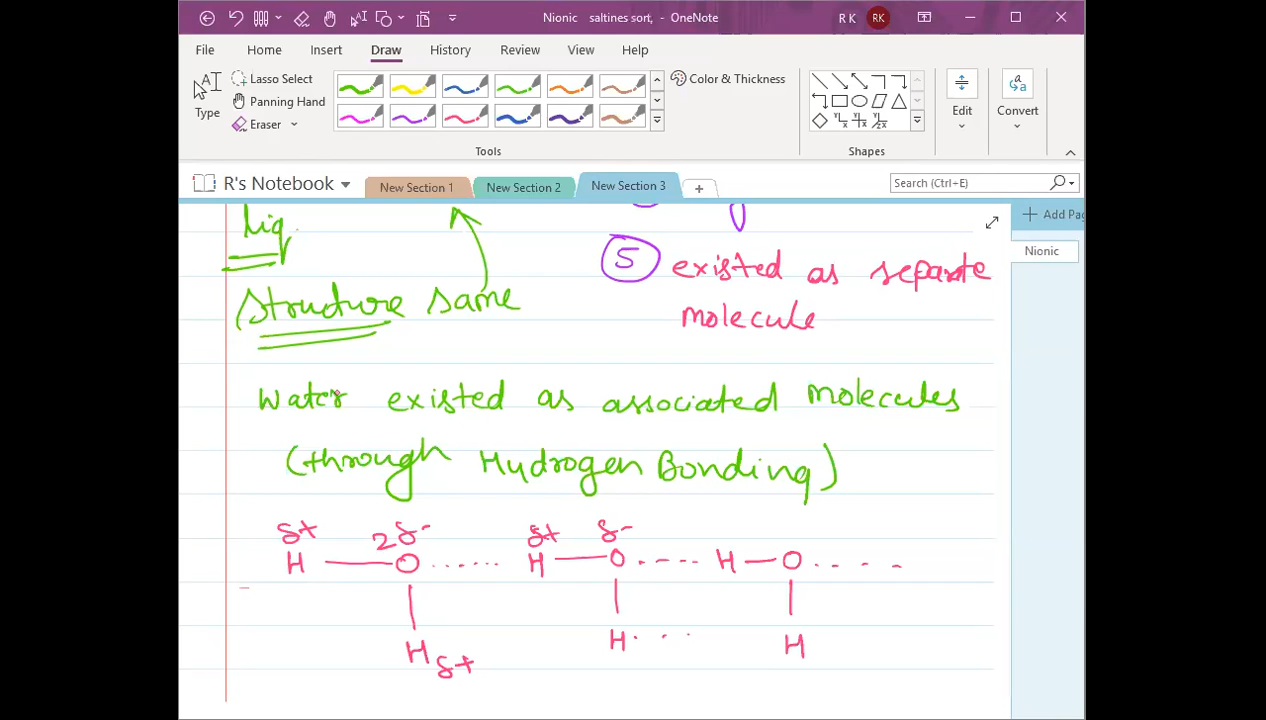 Nionic saltines sort, - OneNote
R K
RK
File Home Insert Draw History Review View Help
Type
Lasso Select
Panning Hand
Eraser
Color & Thickness
Edit
Convert
Tools
Shapes
R's Notebook
New Section 1
New Section 2
New Section 3
Search (Ctrl+E)
Add Pag
Nionic
Liq.
Structure same
5 existed as separate
molecule
Water existed as associated molecules
(through Hydrogen Bonding)
δ+ 2δ- δ+ δ-
H — O ...... H — O ..... H — O .....
H δ+ H... H